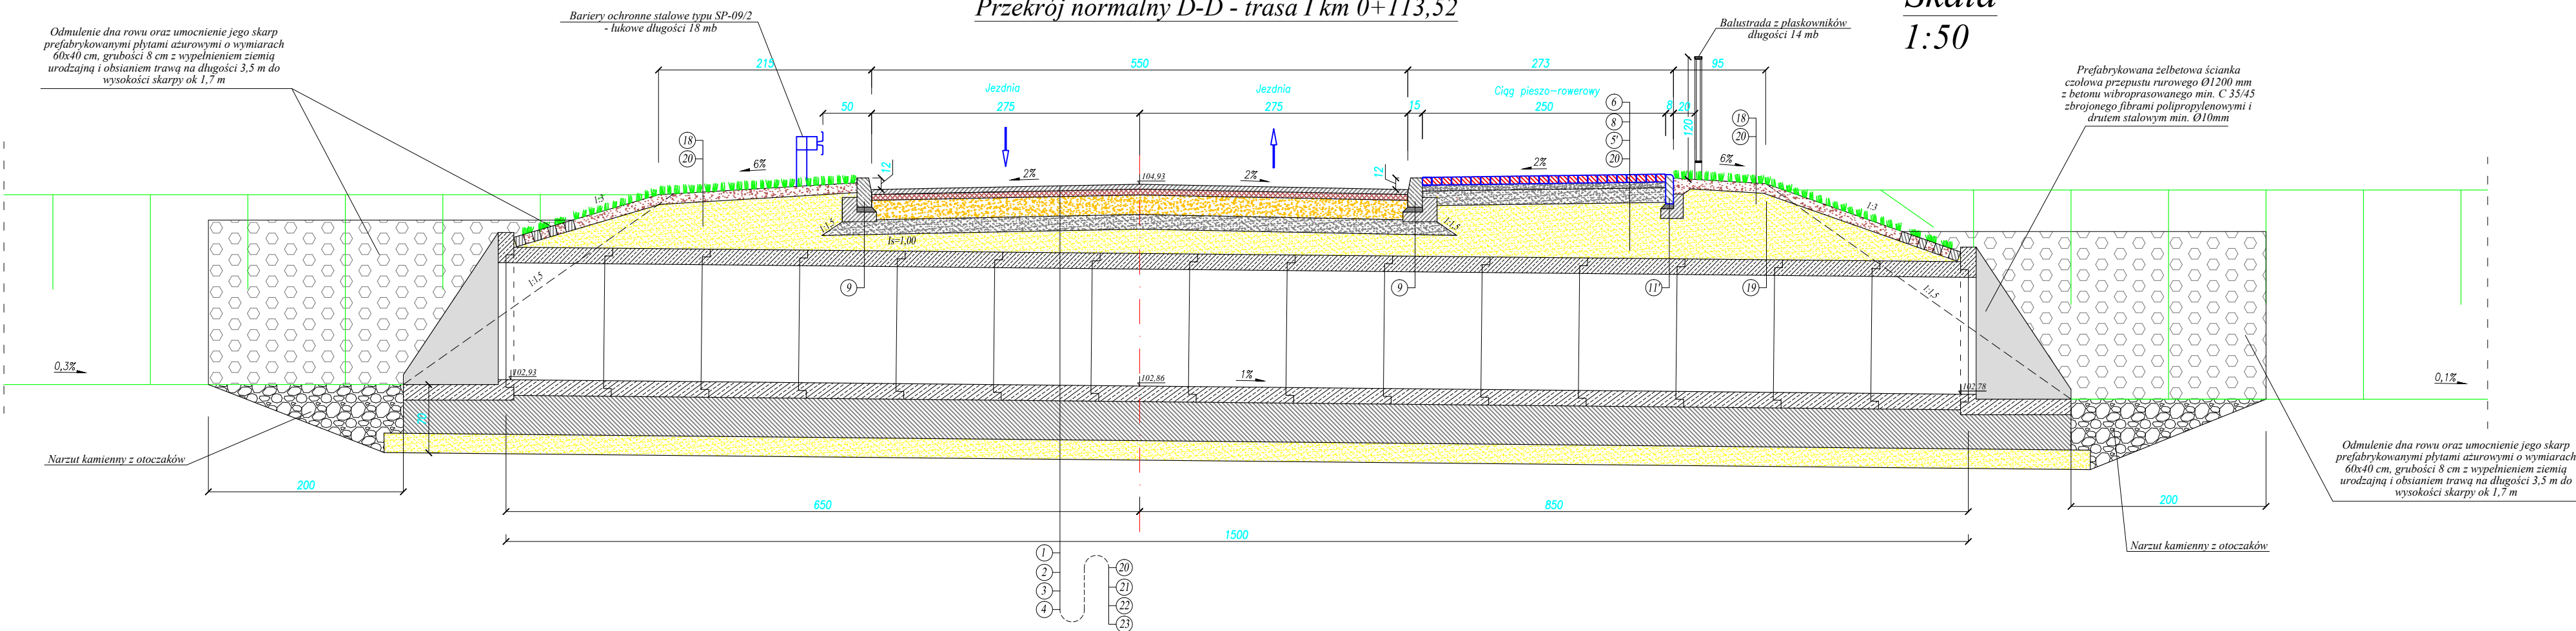 Przekrój normalny D-D - trasa I km 0+113,52
Skala
1:50
Bariery ochronne stalowe typu SP-09/2
- łukowe długości 18 mb
Balustrada z płaskowników
długości 14 mb
Odmulenie dna rowu oraz umocnienie jego skarp
prefabrykowanymi płytami ażurowymi o wymiarach
60x40 cm, grubości 8 cm z wypełnieniem ziemią
urodzajną i obsianiem trawą na długości 3,5 m do
wysokości skarpy ok 1,7 m
Prefabrykowana żelbetowa ścianka
czołowa przepustu rurowego Ø1200 mm
z betonu wibroprasowanego min. C 35/45
zbrojonego fibrami polipropylenowymi i
drutem stalowym min. Ø10mm
215
550
273
95
Jezdnia
Jezdnia
Ciąg pieszo-rowerowy
50
275
275
15
250
8
20
120
6
8
5'
20
18
20
18
20
6%
12
2%
104,93
2%
12
2%
6%
1:3
1:3
1:1,5
1:1,5
Is=1,00
1:1,5
1:1,5
9
9
11'
19
0,3%
102,93
102,86
1%
102,78
0,1%
Narzut kamienny z otoczaków
Odmulenie dna rowu oraz umocnienie jego skarp
prefabrykowanymi płytami ażurowymi o wymiarach
60x40 cm, grubości 8 cm z wypełnieniem ziemią
urodzajną i obsianiem trawą na długości 3,5 m do
wysokości skarpy ok 1,7 m
200
650
850
200
1500
Narzut kamienny z otoczaków
1
2
3
4
20
21
22
23